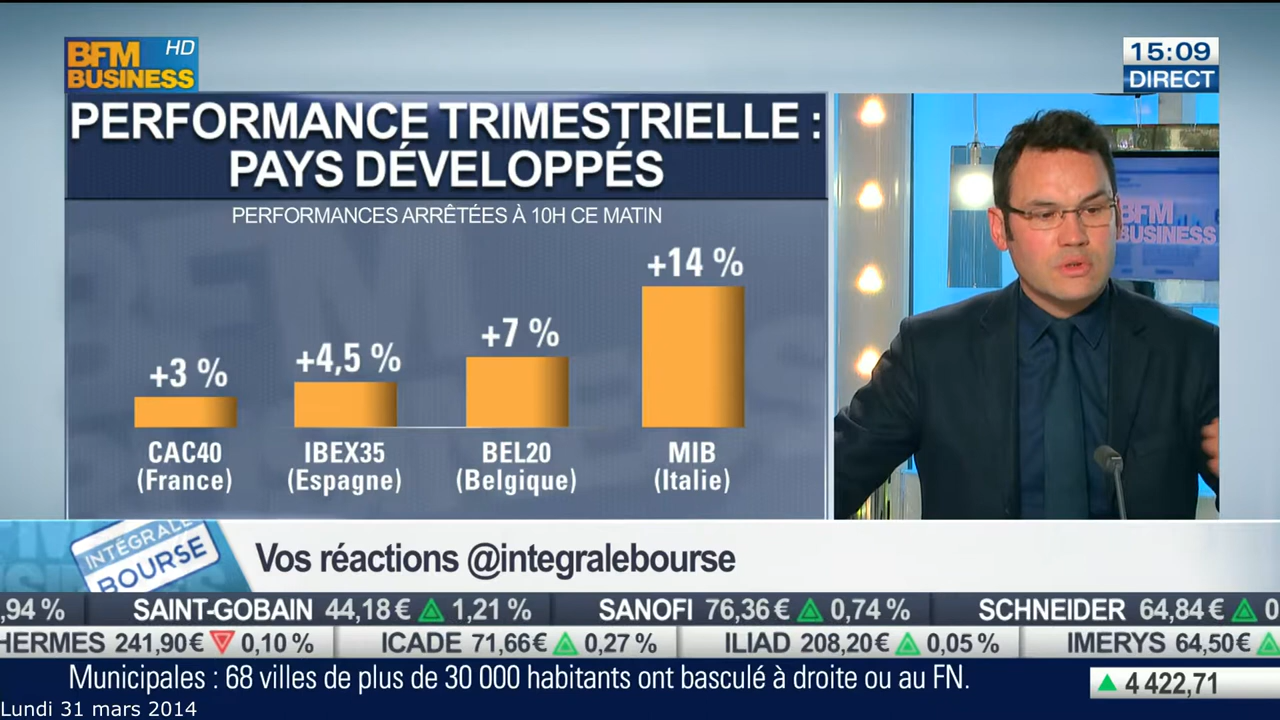 BFM HD
BUSINESS
15:09
DIRECT
PERFORMANCE TRIMESTRIELLE :
PAYS DÉVELOPPÉS
PERFORMANCES ARRÊTÉES À 10H CE MATIN
+3 % +4,5 % +7 % +14 %
CAC40 IBEX35 BEL20 MIB
(France) (Espagne) (Belgique) (Italie)
BFM
BUSINESS
INTÉGRALE
BOURSE
Vos réactions @integralebourse
,94 % SAINT-GOBAIN 44,18 € ▲ 1,21 % SANOFI 76,36 € ▲ 0,74 % SCHNEIDER 64,84 € ▲ 0
HERMES 241,90€ ▼ 0,10 % ICADE 71,66€ ▲ 0,27 % ILIAD 208,20€ ▲ 0,05 % IMERYS 64,50€ ▲
Municipales : 68 villes de plus de 30 000 habitants ont basculé à droite ou au FN.
▲ 4 422,71
Lundi 31 mars 2014